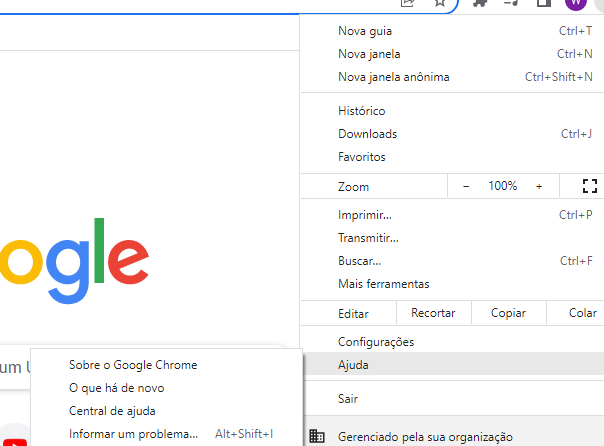 Nova guia Ctrl+T
Nova janela Ctrl+N
Nova janela anônima Ctrl+Shift+N
Histórico
Downloads Ctrl+J
Favoritos
Zoom - 100% +
Imprimir... Ctrl+P
Transmitir...
Buscar... Ctrl+F
Mais ferramentas
Editar Recortar Copiar Colar
Configurações
Ajuda
Sair
Gerenciado pela sua organização
ogle
um U
Sobre o Google Chrome
O que há de novo
Central de ajuda
Informar um problema... Alt+Shift+I
W